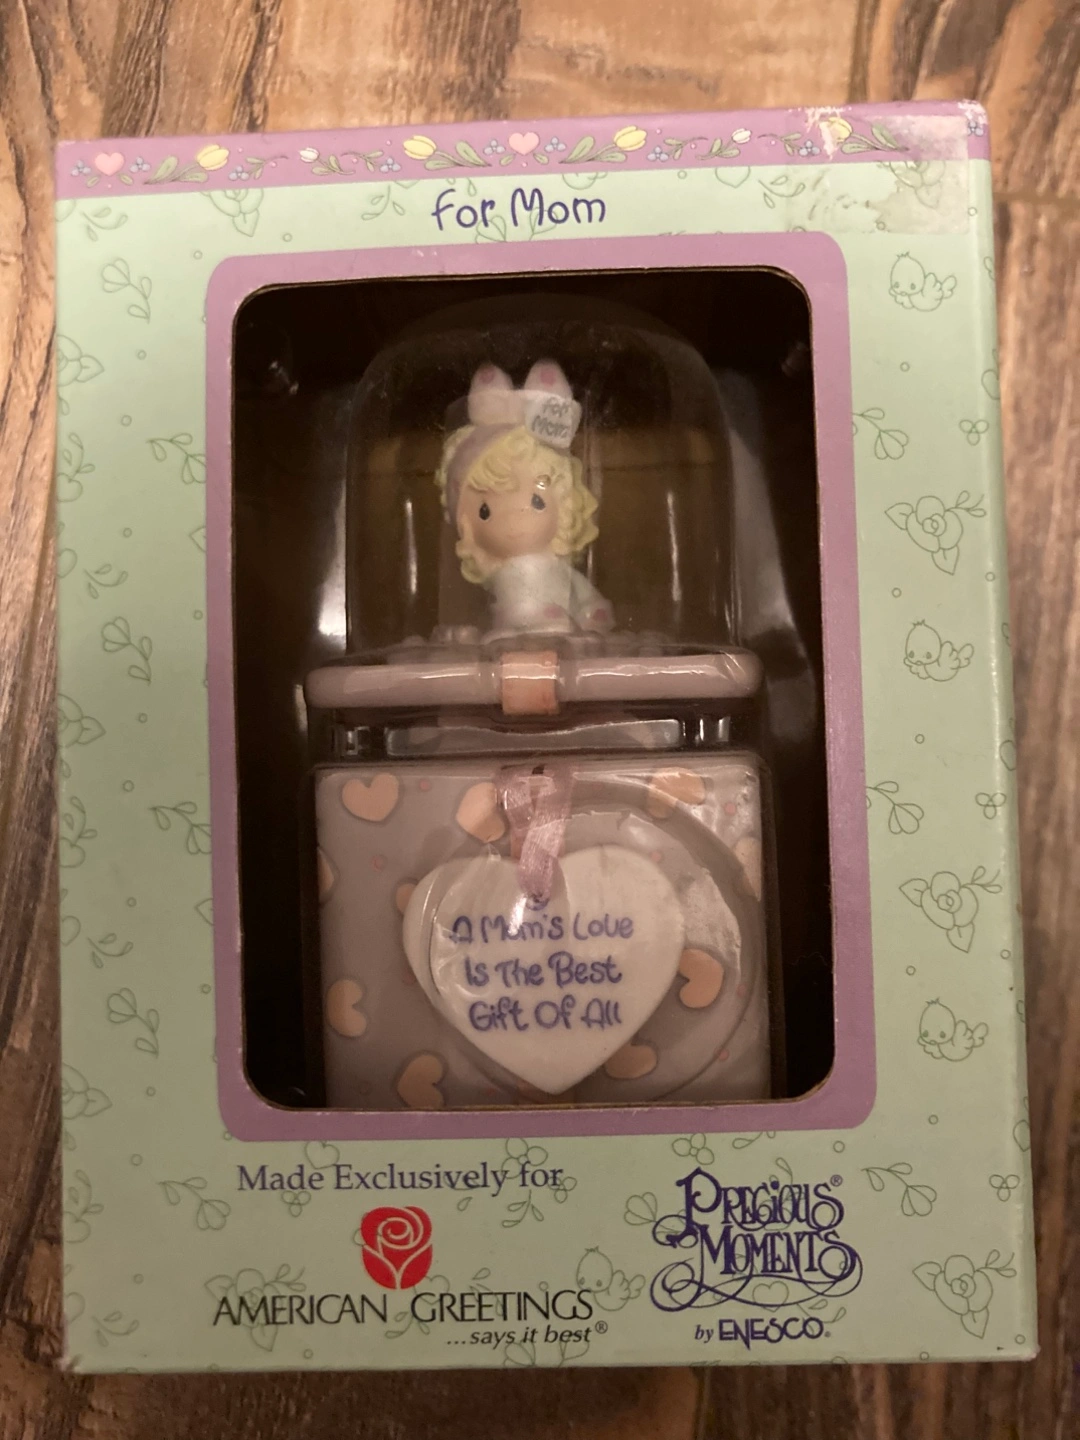 for Mom
for
Mom
A Mom's Love
Is The Best
Gift Of All
Made Exclusively for
AMERICAN GREETINGS
...says it best®
PRECIOUS®
MOMENTS
by ENESCO®